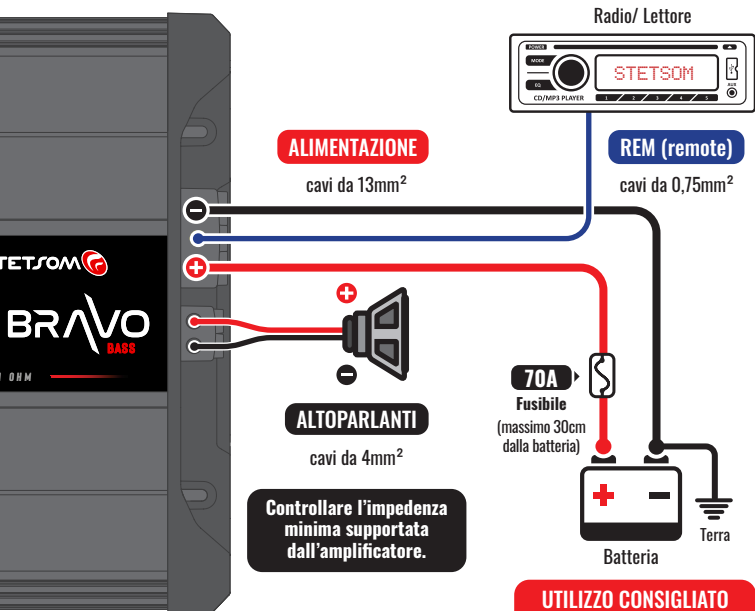 Radio/ Lettore
POWER
MODE
EQ
STETSOM
AUX
CD/MP3 PLAYER
1 2 3 4 5
ALIMENTAZIONE
cavi da 13mm²
REM (remote)
cavi da 0,75mm²
TETSOM
BRAVO
BASS
OHM
ALTOPARLANTI
cavi da 4mm²
Controllare l’impedenza
minima supportata
dall’amplificatore.
70A
Fusibile
(massimo 30cm
dalla batteria)
Terra
Batteria
UTILIZZO CONSIGLIATO